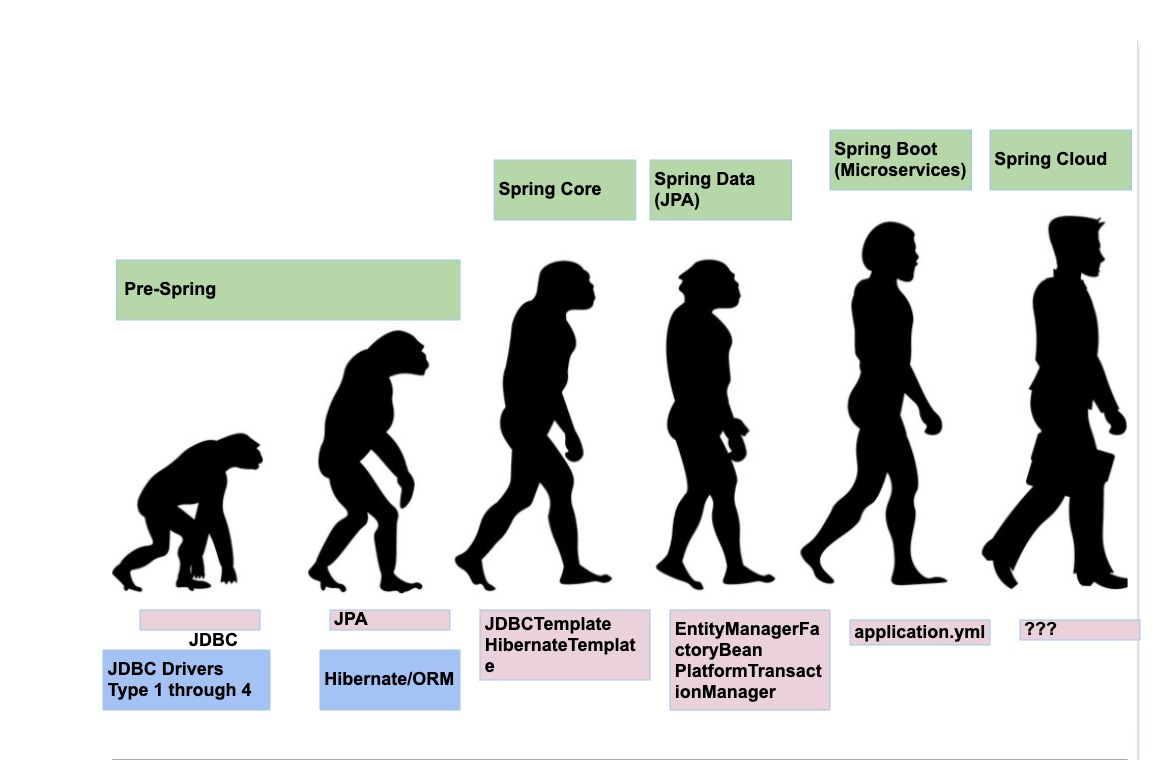 Spring Boot
(Microservices)
Spring Cloud
Spring Core
Spring Data
(JPA)
Pre-Spring
JDBC
JDBC Drivers
Type 1 through 4
JPA
Hibernate/ORM
JDBCTemplate
HibernateTemplat
e
EntityManagerFa
ctoryBean
PlatformTransact
ionManager
application.yml
???